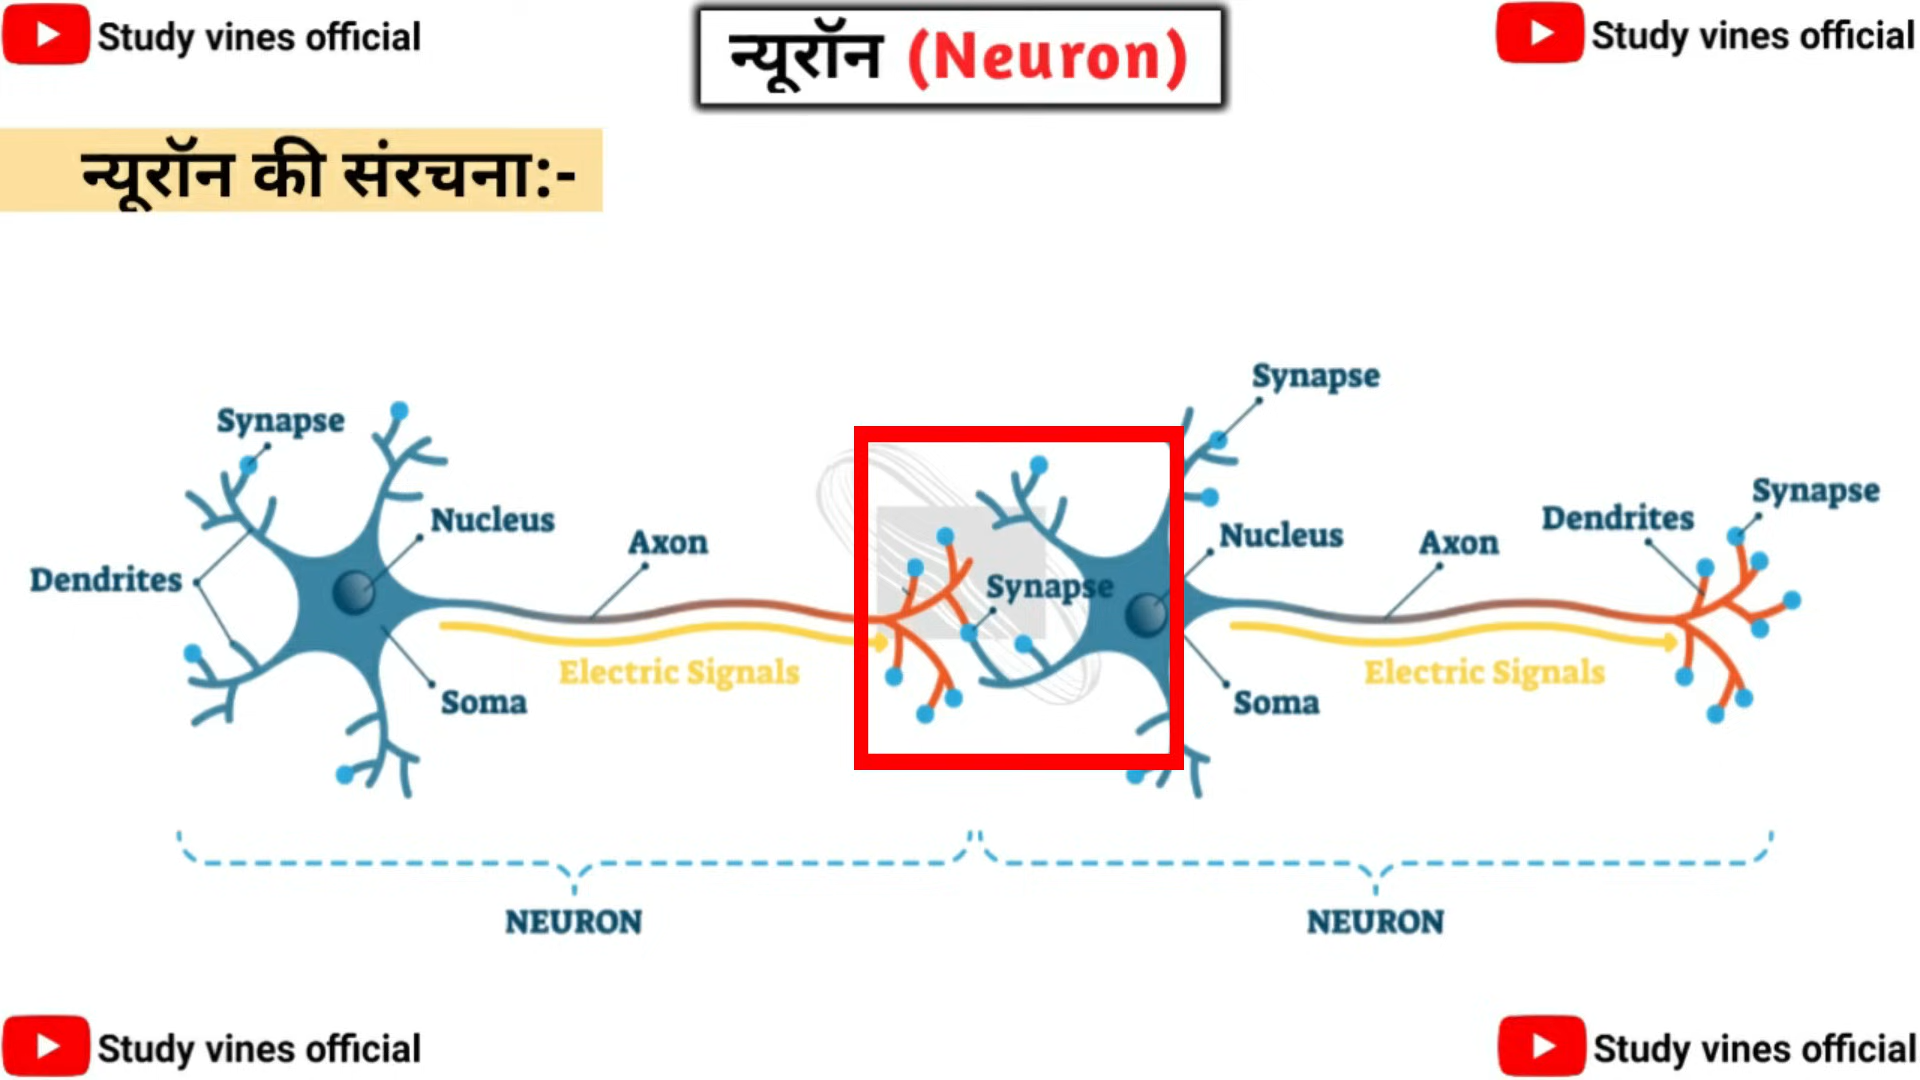 Study vines official
न्यूरॉन (Neuron)
Study vines official
न्यूरॉन की संरचना:-
Synapse
Synapse
Synapse
Dendrites
Nucleus
Axon
Nucleus
Axon
Dendrites
Synapse
Electric Signals
Electric Signals
Soma
Soma
NEURON
NEURON
Study vines official
Study vines official